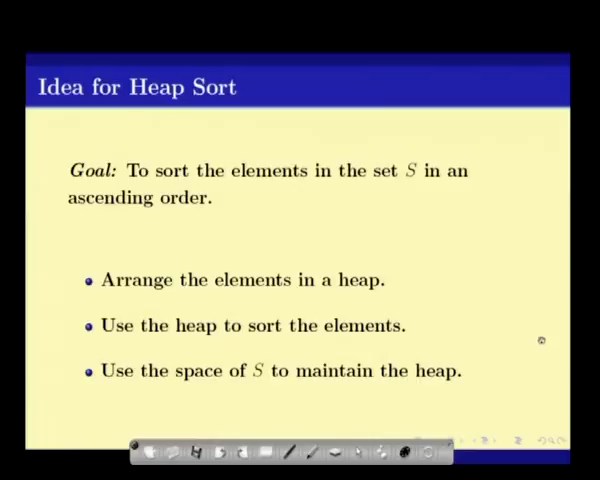 Idea for Heap Sort
Goal: To sort the elements in the set S in an
ascending order.
Arrange the elements in a heap.
Use the heap to sort the elements.
Use the space of S to maintain the heap.